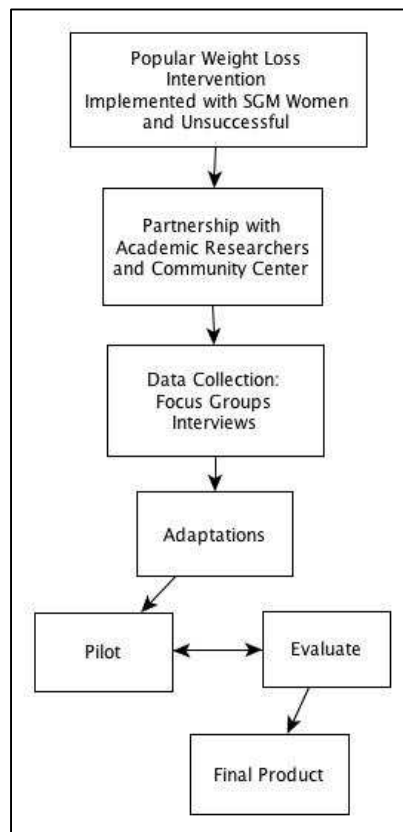 Popular Weight Loss
Intervention
Implemented with SGM Women
and Unsuccessful
Partnership with
Academic Researchers
and Community Center
Data Collection:
Focus Groups
Interviews
Adaptations
Pilot
Evaluate
Final Product